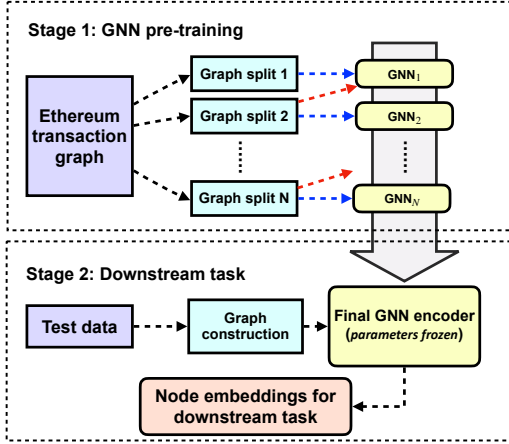 Stage 1: GNN pre-training
Ethereum
transaction
graph
Graph split 1
Graph split 2
Graph split N
GNN1
GNN2
GNNN
Stage 2: Downstream task
Test data
Graph
construction
Final GNN encoder
(parameters frozen)
Node embeddings for
downstream task